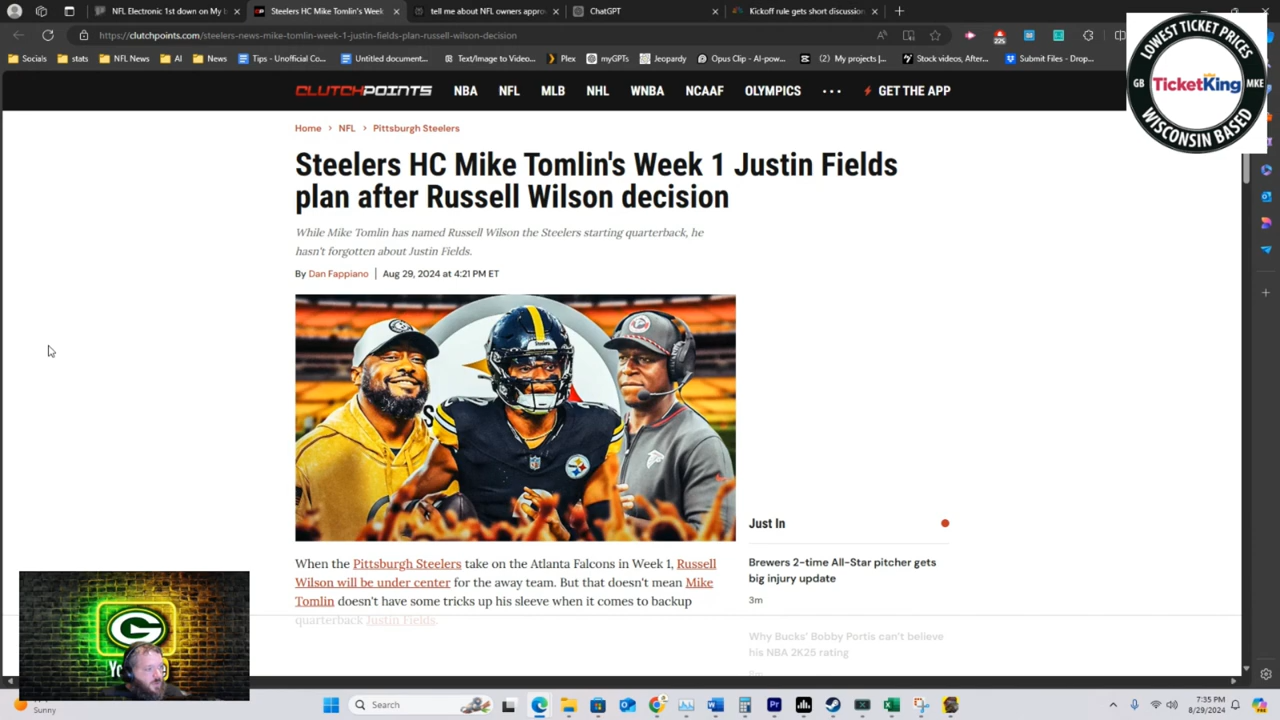 NFL Electronic 1st down on My l
Steelers HC Mike Tomlin's Week
tell me about NFL owners appro
ChatGPT
Kickoff rule gets short discussion
https://clutchpoints.com/steelers-news-mike-tomlin-week-1-justin-fields-plan-russell-wilson-decision
225
Socials
stats
NFL News
AI
News
Tips - Unofficial Co...
Untitled document...
Text/Image to Video...
Plex
myGPTs
Jeopardy
Opus Clip - AI-pow...
(2) My projects |...
Stock videos, After...
Submit Files - Drop...
LOWEST TICKET PRICES
GB
TicketKing
MKE
WISCONSIN BASED
CLUTCHPOINTS
NBA
NFL
MLB
NHL
WNBA
NCAAF
OLYMPICS
GET THE APP
Home > NFL > Pittsburgh Steelers
Steelers HC Mike Tomlin's Week 1 Justin Fields
plan after Russell Wilson decision
While Mike Tomlin has named Russell Wilson the Steelers starting quarterback, he
hasn't forgotten about Justin Fields.
By Dan Fappiano | Aug 29, 2024 at 4:21 PM ET
When the Pittsburgh Steelers take on the Atlanta Falcons in Week 1, Russell
Wilson will be under center for the away team. But that doesn't mean Mike
Tomlin doesn't have some tricks up his sleeve when it comes to backup
quarterback Justin Fields.
Just In
Brewers 2-time All-Star pitcher gets
big injury update
3m
Why Bucks' Bobby Portis can't believe
his NBA 2K25 rating
G
Sunny
Search
7:35 PM
8/29/2024